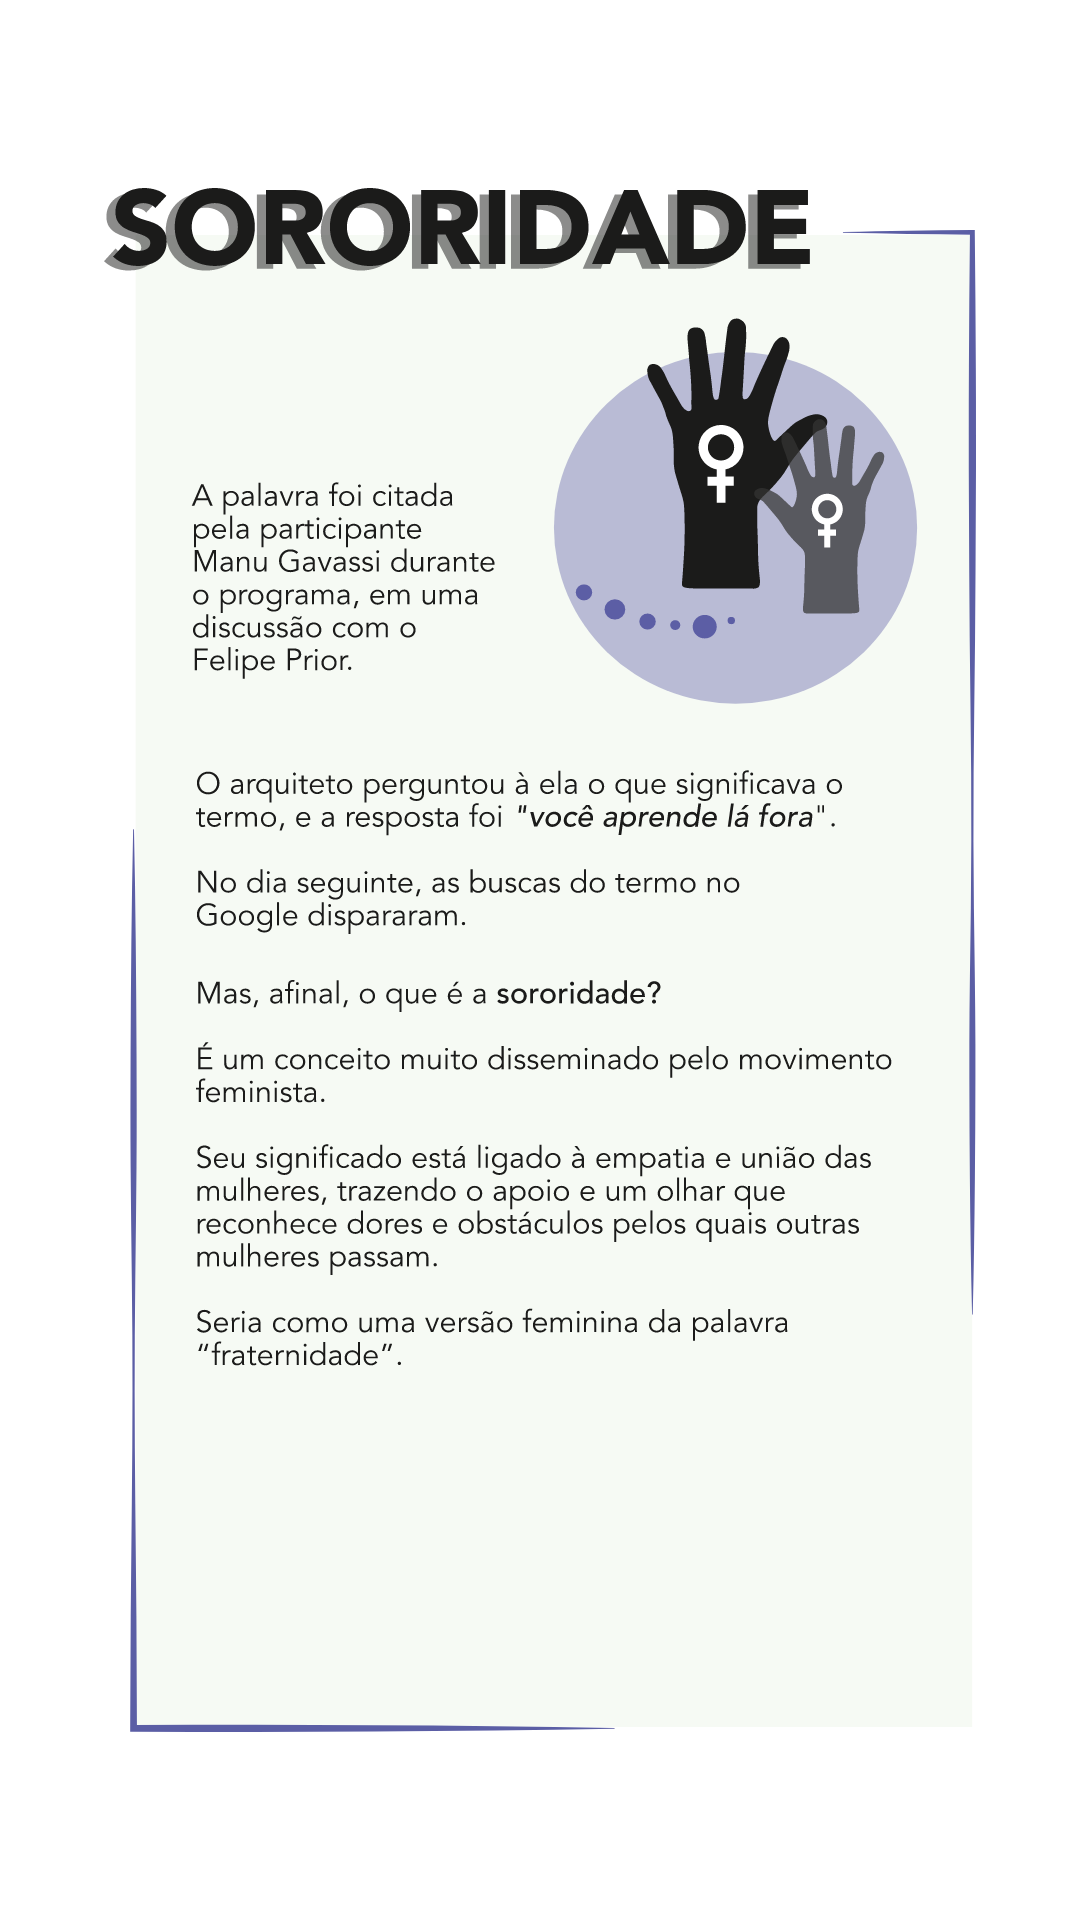 SORORIDADE
A palavra foi citada
pela participante
Manu Gavassi durante
o programa, em uma
discussão com o
Felipe Prior.
O arquiteto perguntou à ela o que significava o
termo, e a resposta foi "você aprende lá fora".
No dia seguinte, as buscas do termo no
Google dispararam.
Mas, afinal, o que é a sororidade?
É um conceito muito disseminado pelo movimento
feminista.
Seu significado está ligado à empatia e união das
mulheres, trazendo o apoio e um olhar que
reconhece dores e obstáculos pelos quais outras
mulheres passam.
Seria como uma versão feminina da palavra
“fraternidade”.